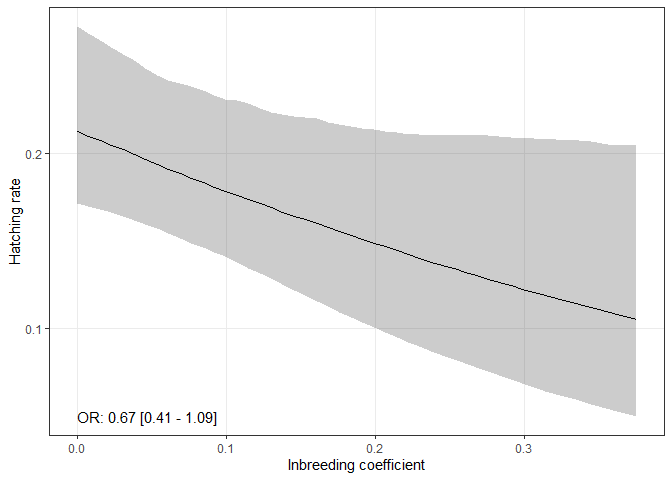 Hatching rate
0.2
0.1
OR: 0.67 [0.41 - 1.09]
0.0 0.1 0.2 0.3
Inbreeding coefficient